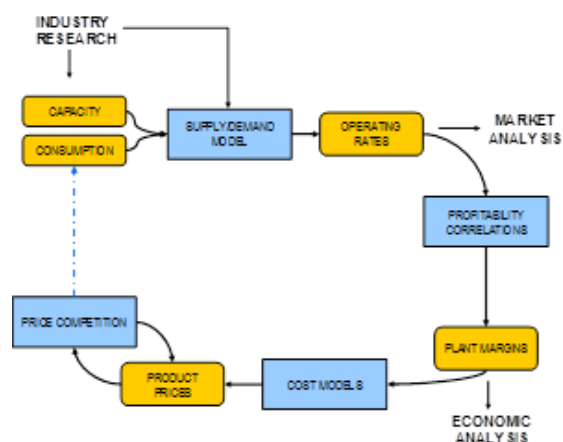 INDUSTRY
RESEARCH
CAPACITY
CONSUMPTION
SUPPLY/DEMAND
MODEL
OPERATING
RATES
MARKET
ANALYSIS
PROFITABILITY
CORRELATIONS
PRICE COMPETITION
PRODUCT
PRICES
COST MODELS
PLANT MARGINS
ECONOMIC
ANALYSIS